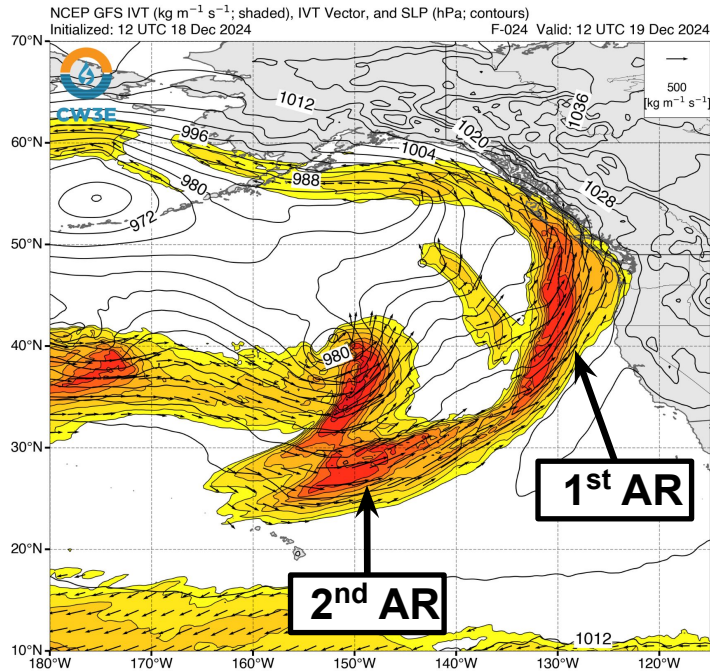 NCEP GFS IVT (kg m⁻¹ s⁻¹; shaded), IVT Vector, and SLP (hPa; contours)
Initialized: 12 UTC 18 Dec 2024 F-024 Valid: 12 UTC 19 Dec 2024
70°N
CW3E
500
[kg m⁻¹ s⁻¹]
1012
1036
60°N
996
1020
1004
988
980
1028
972
50°N
40°N
980
30°N
1st AR
20°N
2nd AR
1012
10°N
180°W 170°W 160°W 150°W 140°W 130°W 120°W